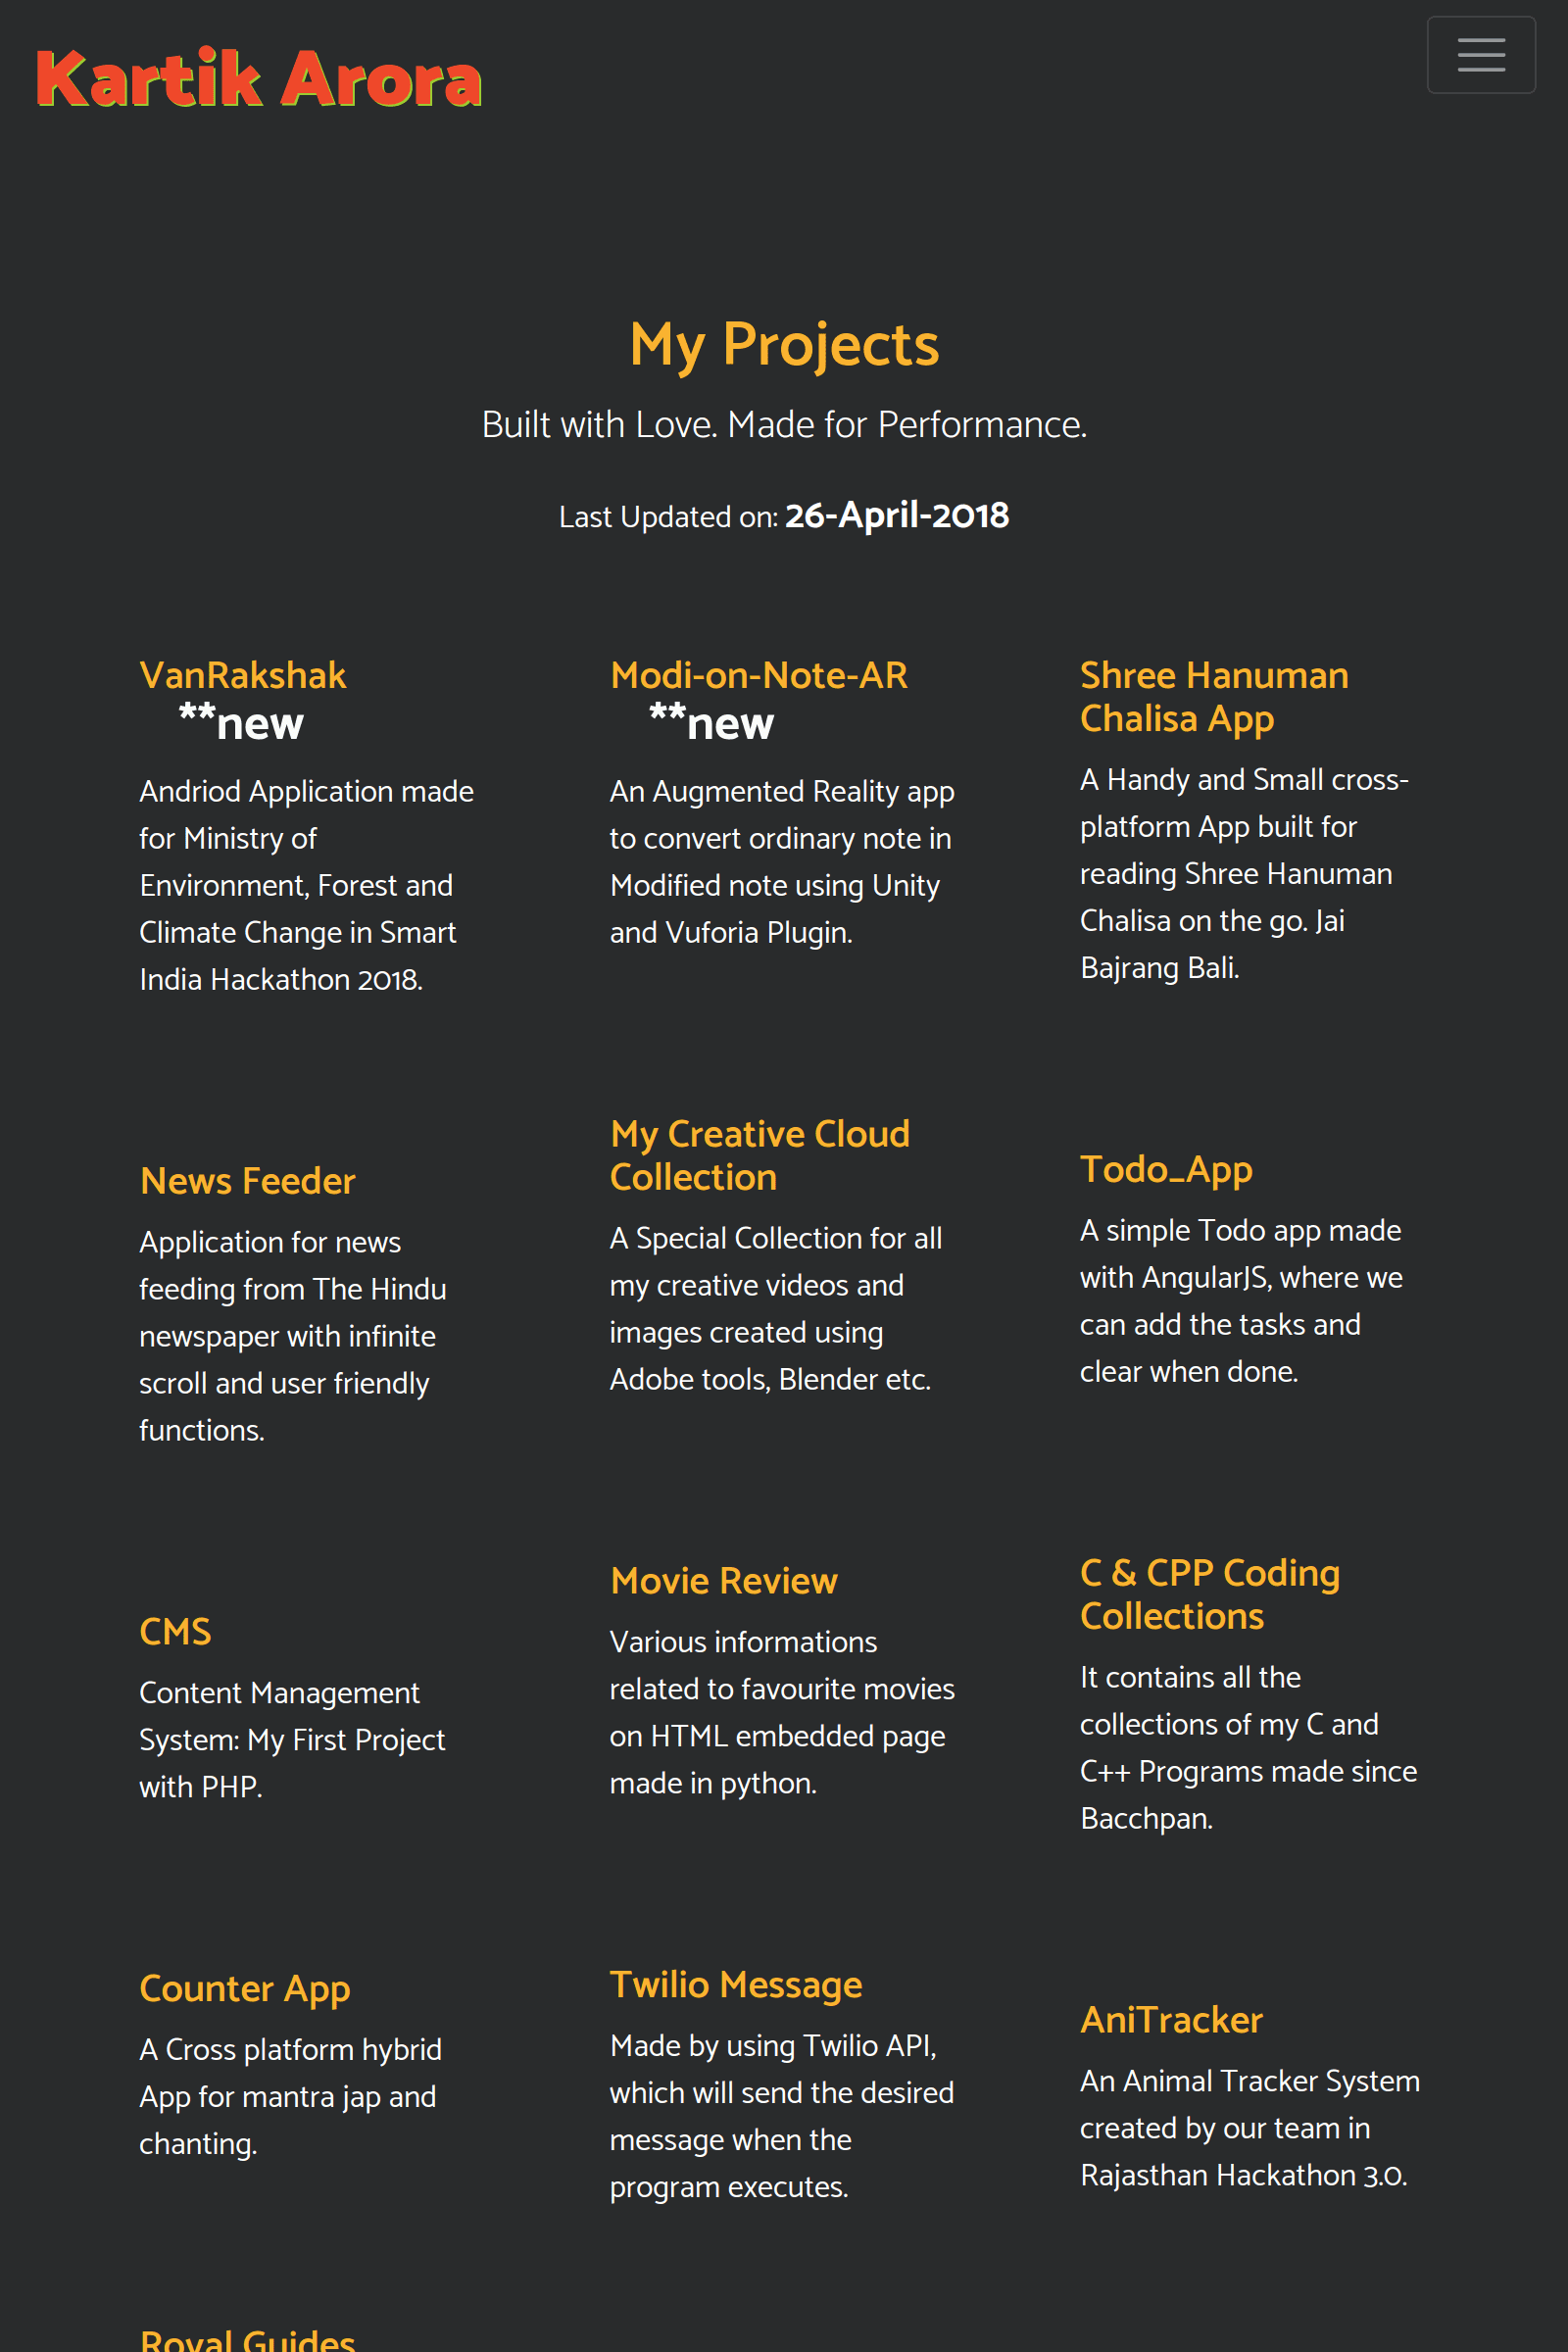 Kartik Arora
My Projects
Built with Love. Made for Performance.
Last Updated on: 26-April-2018
VanRakshak
**new
Andriod Application made
for Ministry of
Environment, Forest and
Climate Change in Smart
India Hackathon 2018.
Modi-on-Note-AR
**new
An Augmented Reality app
to convert ordinary note in
Modified note using Unity
and Vuforia Plugin.
Shree Hanuman
Chalisa App
A Handy and Small cross-
platform App built for
reading Shree Hanuman
Chalisa on the go. Jai
Bajrang Bali.
News Feeder
Application for news
feeding from The Hindu
newspaper with infinite
scroll and user friendly
functions.
My Creative Cloud
Collection
A Special Collection for all
my creative videos and
images created using
Adobe tools, Blender etc.
Todo_App
A simple Todo app made
with AngularJS, where we
can add the tasks and
clear when done.
CMS
Content Management
System: My First Project
with PHP.
Movie Review
Various informations
related to favourite movies
on HTML embedded page
made in python.
C & CPP Coding
Collections
It contains all the
collections of my C and
C++ Programs made since
Bacchpan.
Counter App
A Cross platform hybrid
App for mantra jap and
chanting.
Twilio Message
Made by using Twilio API,
which will send the desired
message when the
program executes.
AniTracker
An Animal Tracker System
created by our team in
Rajasthan Hackathon 3.0.
Royal Guides